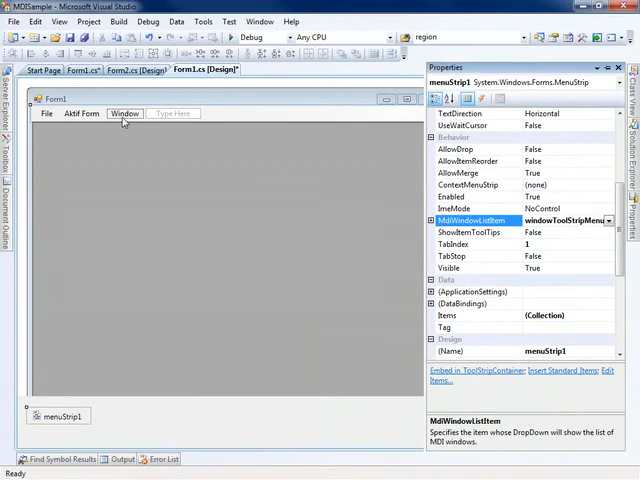 MDISample - Microsoft Visual Studio
File Edit View Project Build Debug Data Tools Test Window Help
Debug Any CPU region
Start Page Form1.cs* Form2.cs [Design] Form1.cs [Design]*
Form1
File Aktif Form Window Type Here
menuStrip1
Server Explorer
Toolbox
Document Outline
Properties
menuStrip1 System.Windows.Forms.MenuStrip
TextDirection Horizontal
UseWaitCursor False
Behavior
AllowDrop False
AllowItemReorder False
AllowMerge True
ContextMenuStrip (none)
Enabled True
ImeMode NoControl
MdiWindowListItem windowToolStripMenu
ShowItemToolTips False
TabIndex 1
TabStop False
Visible True
Data
(ApplicationSettings)
(DataBindings)
Items (Collection)
Tag
Design
(Name) menuStrip1
Embed in ToolStripContainer, Insert Standard Items, Edit
Items...
MdiWindowListItem
Specifies the item whose DropDown will show the list of
MDI windows.
Class View
Solution Explorer
Properties
Find Symbol Results Output Error List
Ready